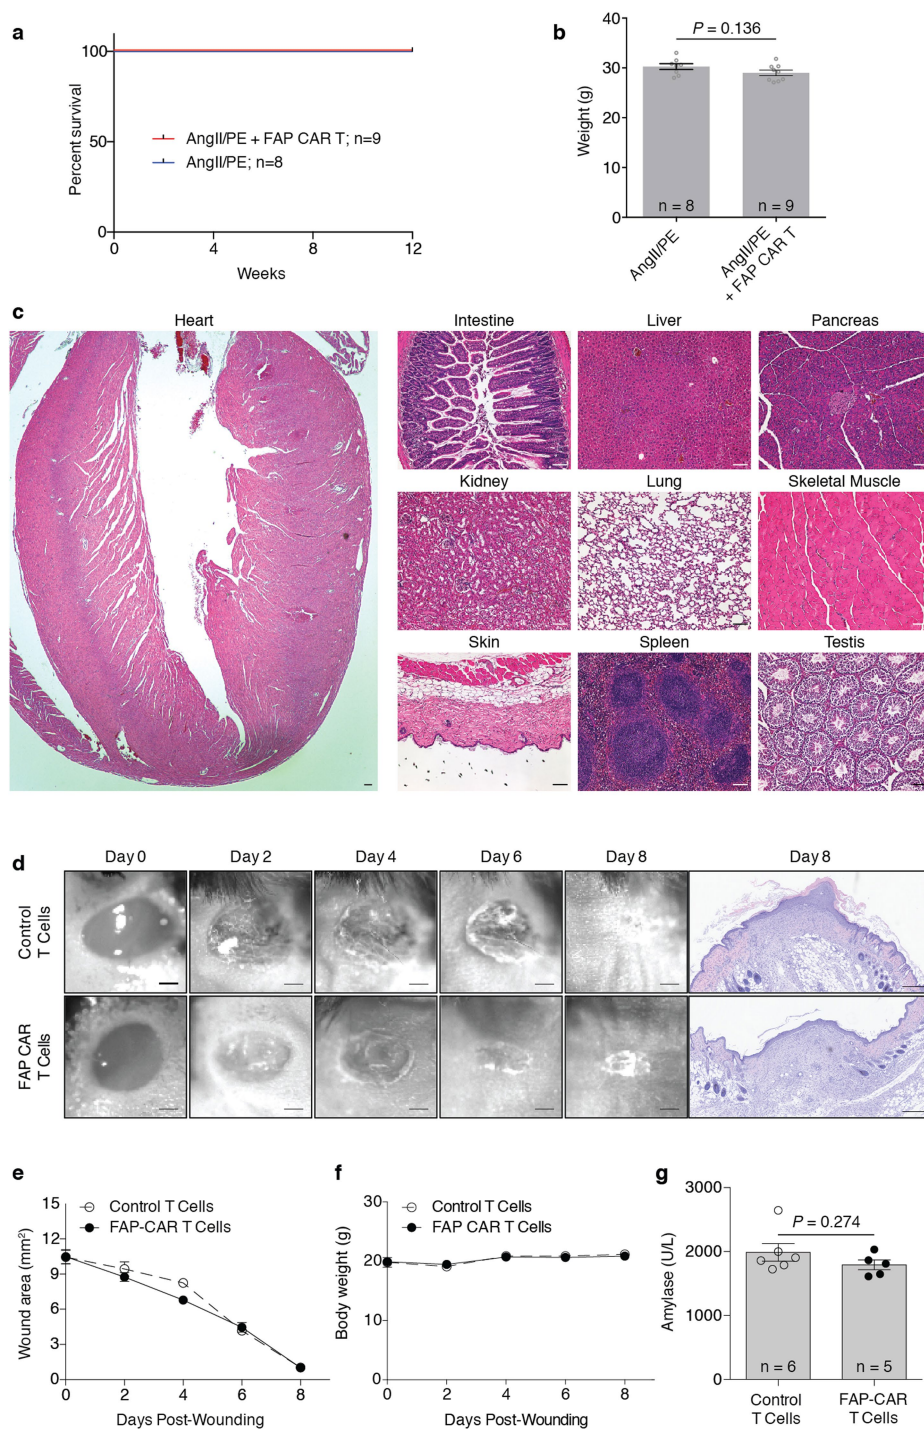 a
100
50
0
Percent survival
AngII/PE + FAP CAR T; n=9
AngII/PE; n=8
0 4 8 12
Weeks
b
P = 0.136
40
30
20
10
0
Weight (g)
n = 8 n = 9
AngII/PE
AngII/PE
+ FAP CAR T
c
Heart Intestine Liver Pancreas
Kidney Lung Skeletal Muscle
Skin Spleen Testis
d
Day 0 Day 2 Day 4 Day 6 Day 8 Day 8
Control
T Cells
FAP CAR
T Cells
e
Control T Cells
FAP-CAR T Cells
15
12
9
6
3
0
Wound area (mm²)
0 2 4 6 8
Days Post-Wounding
f
Control T Cells
FAP CAR T Cells
30
20
10
0
Body weight (g)
0 2 4 6 8
Days Post-Wounding
g
P = 0.274
3000
2000
1000
0
Amylase (U/L)
n = 6 n = 5
Control
T Cells
FAP-CAR
T Cells